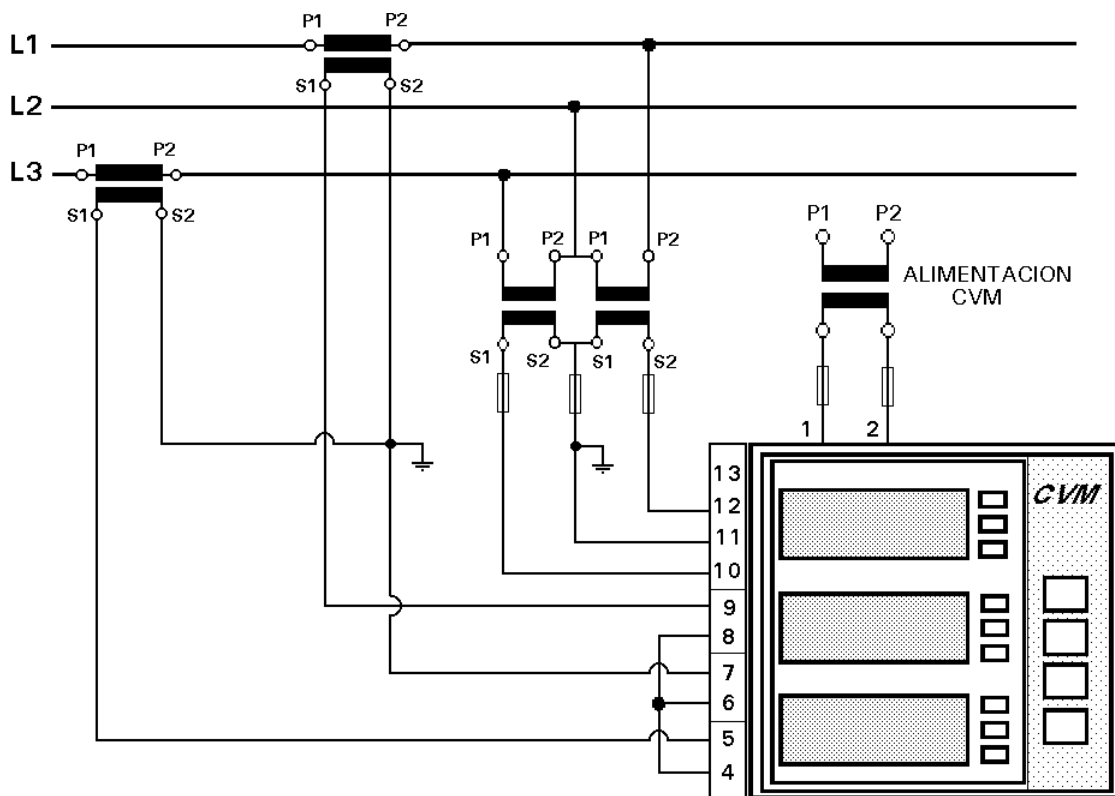 P1 P2
L1
S1 S2
L2
P1 P2
L3
S1 S2
P1 P2
P1 P2 P1 P2
ALIMENTACION
CVM
S1 S2 S1 S2
1 2
13
CVM
12
11
10
9
8
7
6
5
4